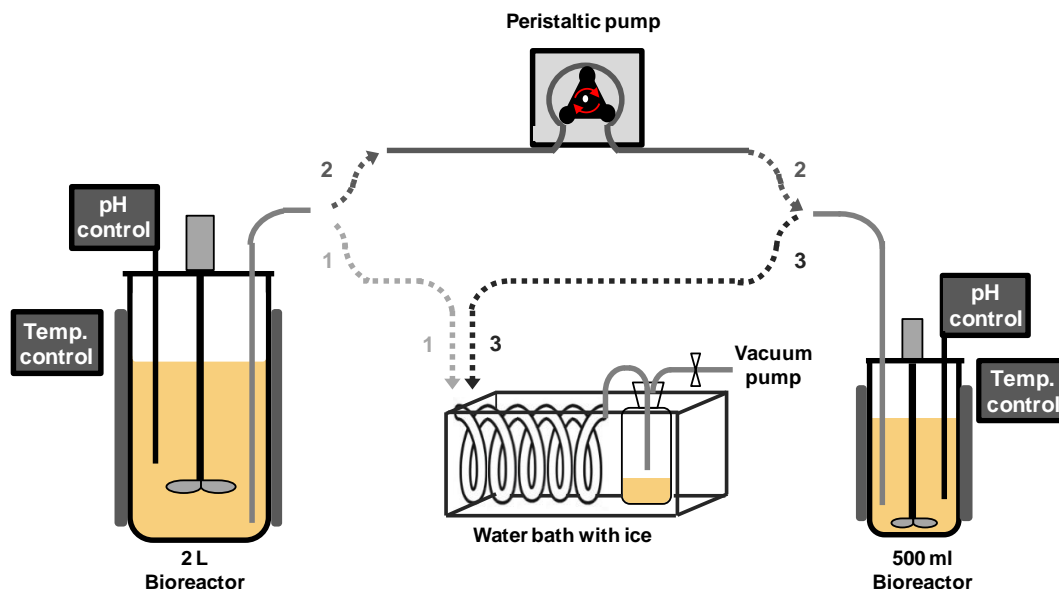 Peristaltic pump
2
2
pH
control
1
3
pH
control
Temp.
control
1
3
Vacuum
pump
Temp.
control
Water bath with ice
2 L
Bioreactor
500 ml
Bioreactor